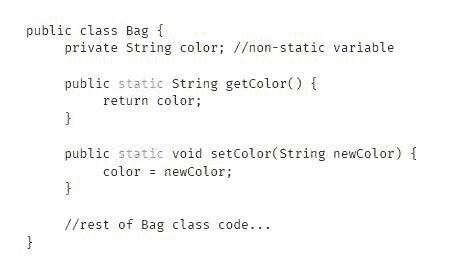 public class Bag {
private String color; //non-static variable
public static String getColor() {
return color;
}
public static void setColor(String newColor) {
color = newColor;
}
//rest of Bag class code...
}